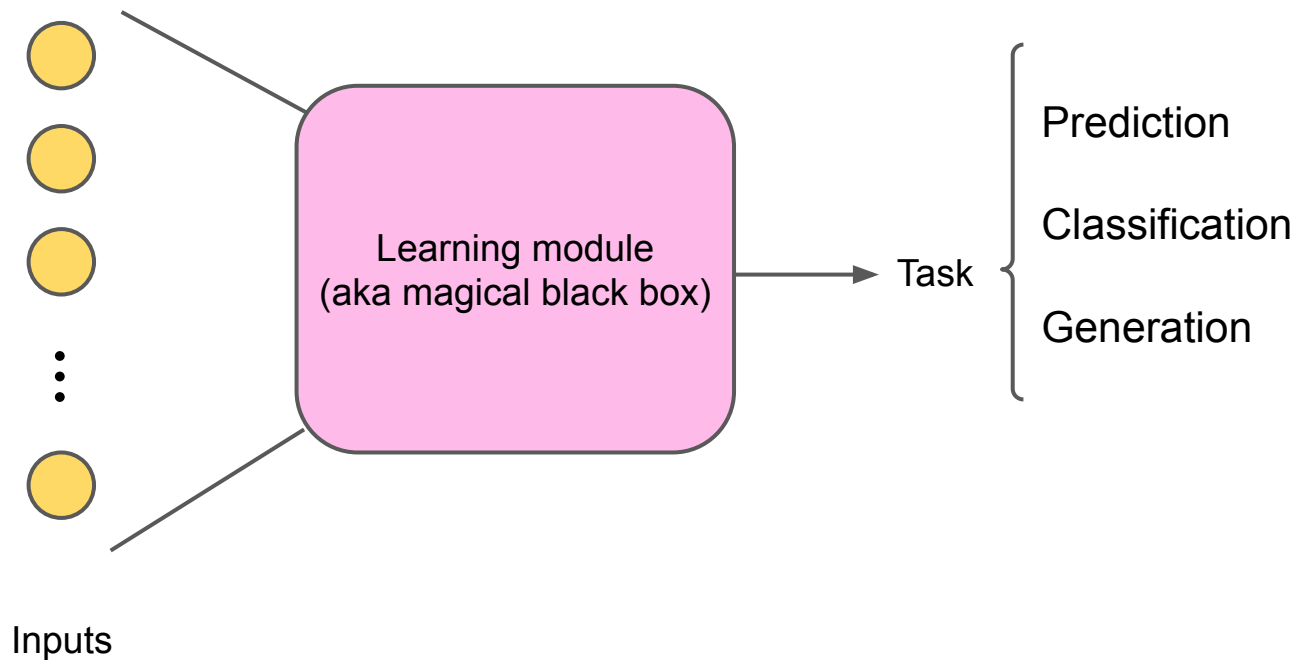 Learning module
(aka magical black box)
Task
Prediction
Classification
Generation
Inputs